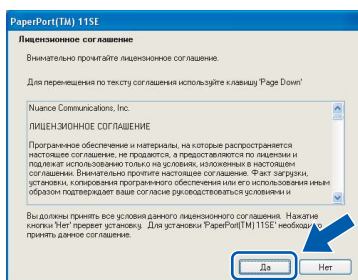 PaperPort(TM) 11SE
Лицензионное соглашение
Внимательно прочитайте лицензионное соглашение.
Для перемещения по тексту соглашения используйте клавишу 'Page Down'
Nuance Communications, Inc.
ЛИЦЕНЗИОННОЕ СОГЛАШЕНИЕ
Программное обеспечение и материалы, на которые распространяется
настоящее соглашение, не продаются, а предоставляются по лицензии и
подлежат использованию только на условиях, изложенных в настоящем
соглашении. Внимательно прочтите настоящее соглашение. Факт загрузки,
установки, копирования программного обеспечения или его использования иным
образом подтверждает ваше согласие руководствоваться условиями и
Вы должны принять все условия данного лицензионного соглашения. Нажатие
кнопки 'Нет' прервет установку. Для установки 'PaperPort(TM) 11SE' необходимо
принять данное соглашение.
Да
Нет